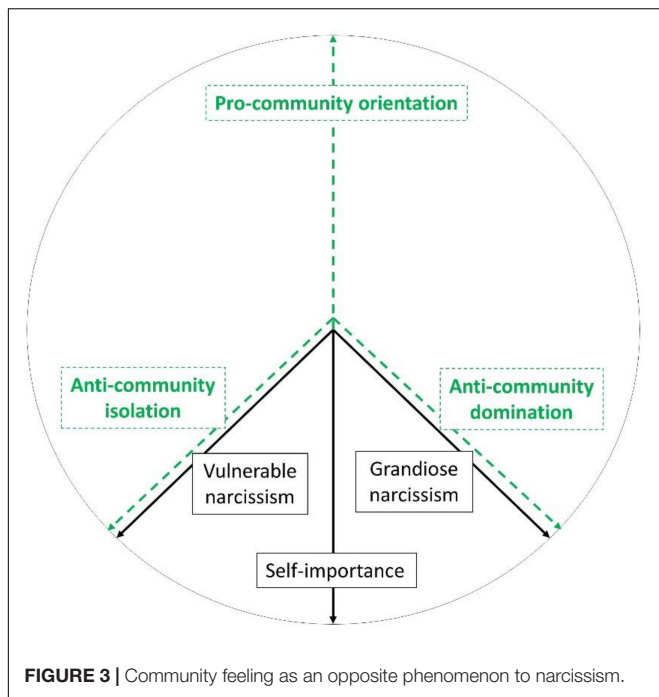 Pro-community orientation
Anti-community
isolation
Anti-community
domination
Vulnerable
narcissism
Grandiose
narcissism
Self-importance
FIGURE 3 | Community feeling as an opposite phenomenon to narcissism.